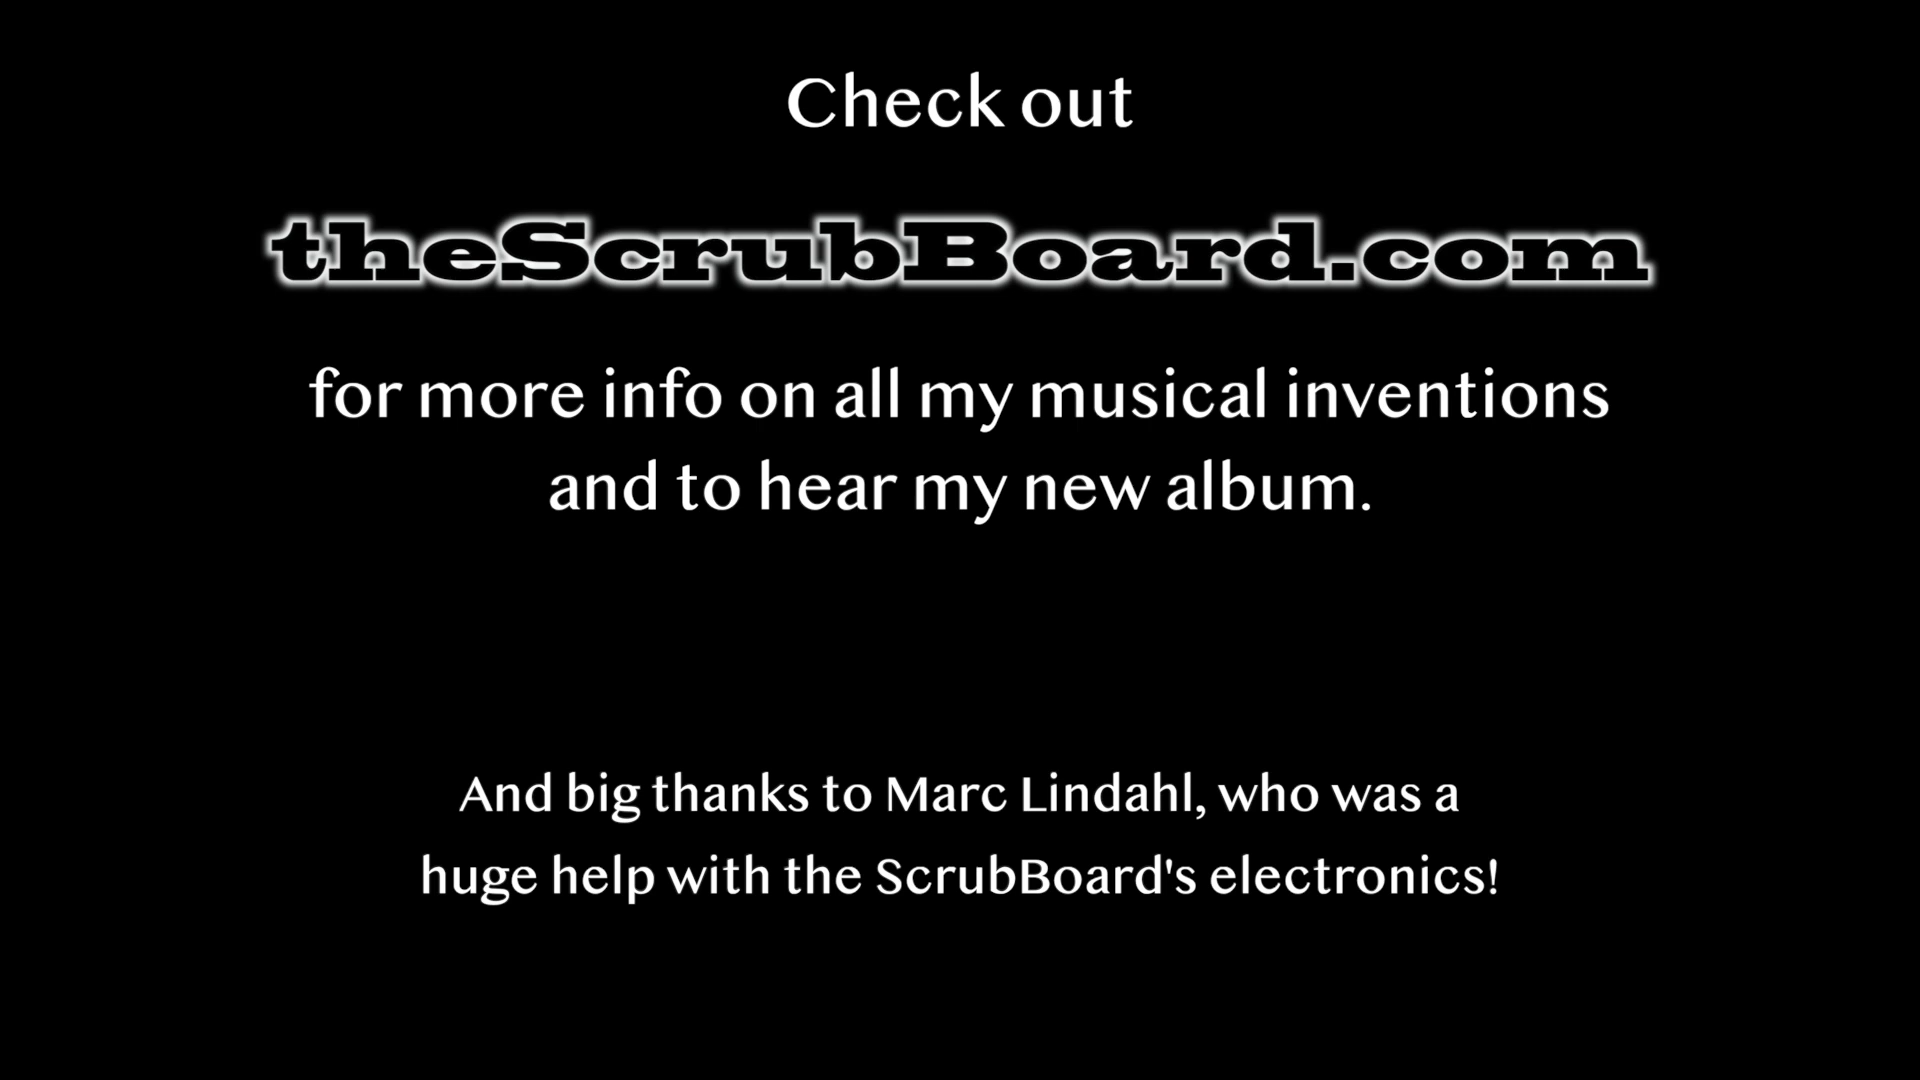 Check out
theScrubBoard.com
for more info on all my musical inventions
and to hear my new album.
And big thanks to Marc Lindahl, who was a
huge help with the ScrubBoard's electronics!